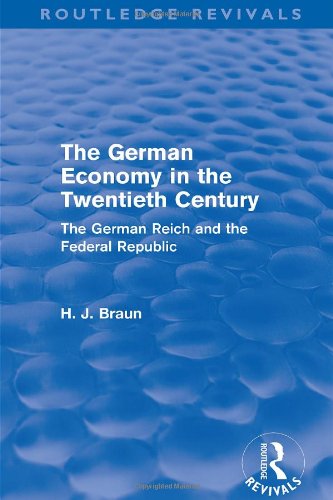 ROUTLEDGE REVIVALS
The German
Economy in the
Twentieth Century
The German Reich and the
Federal Republic
H. J. Braun
ROUTLEDGE
REVIVALS